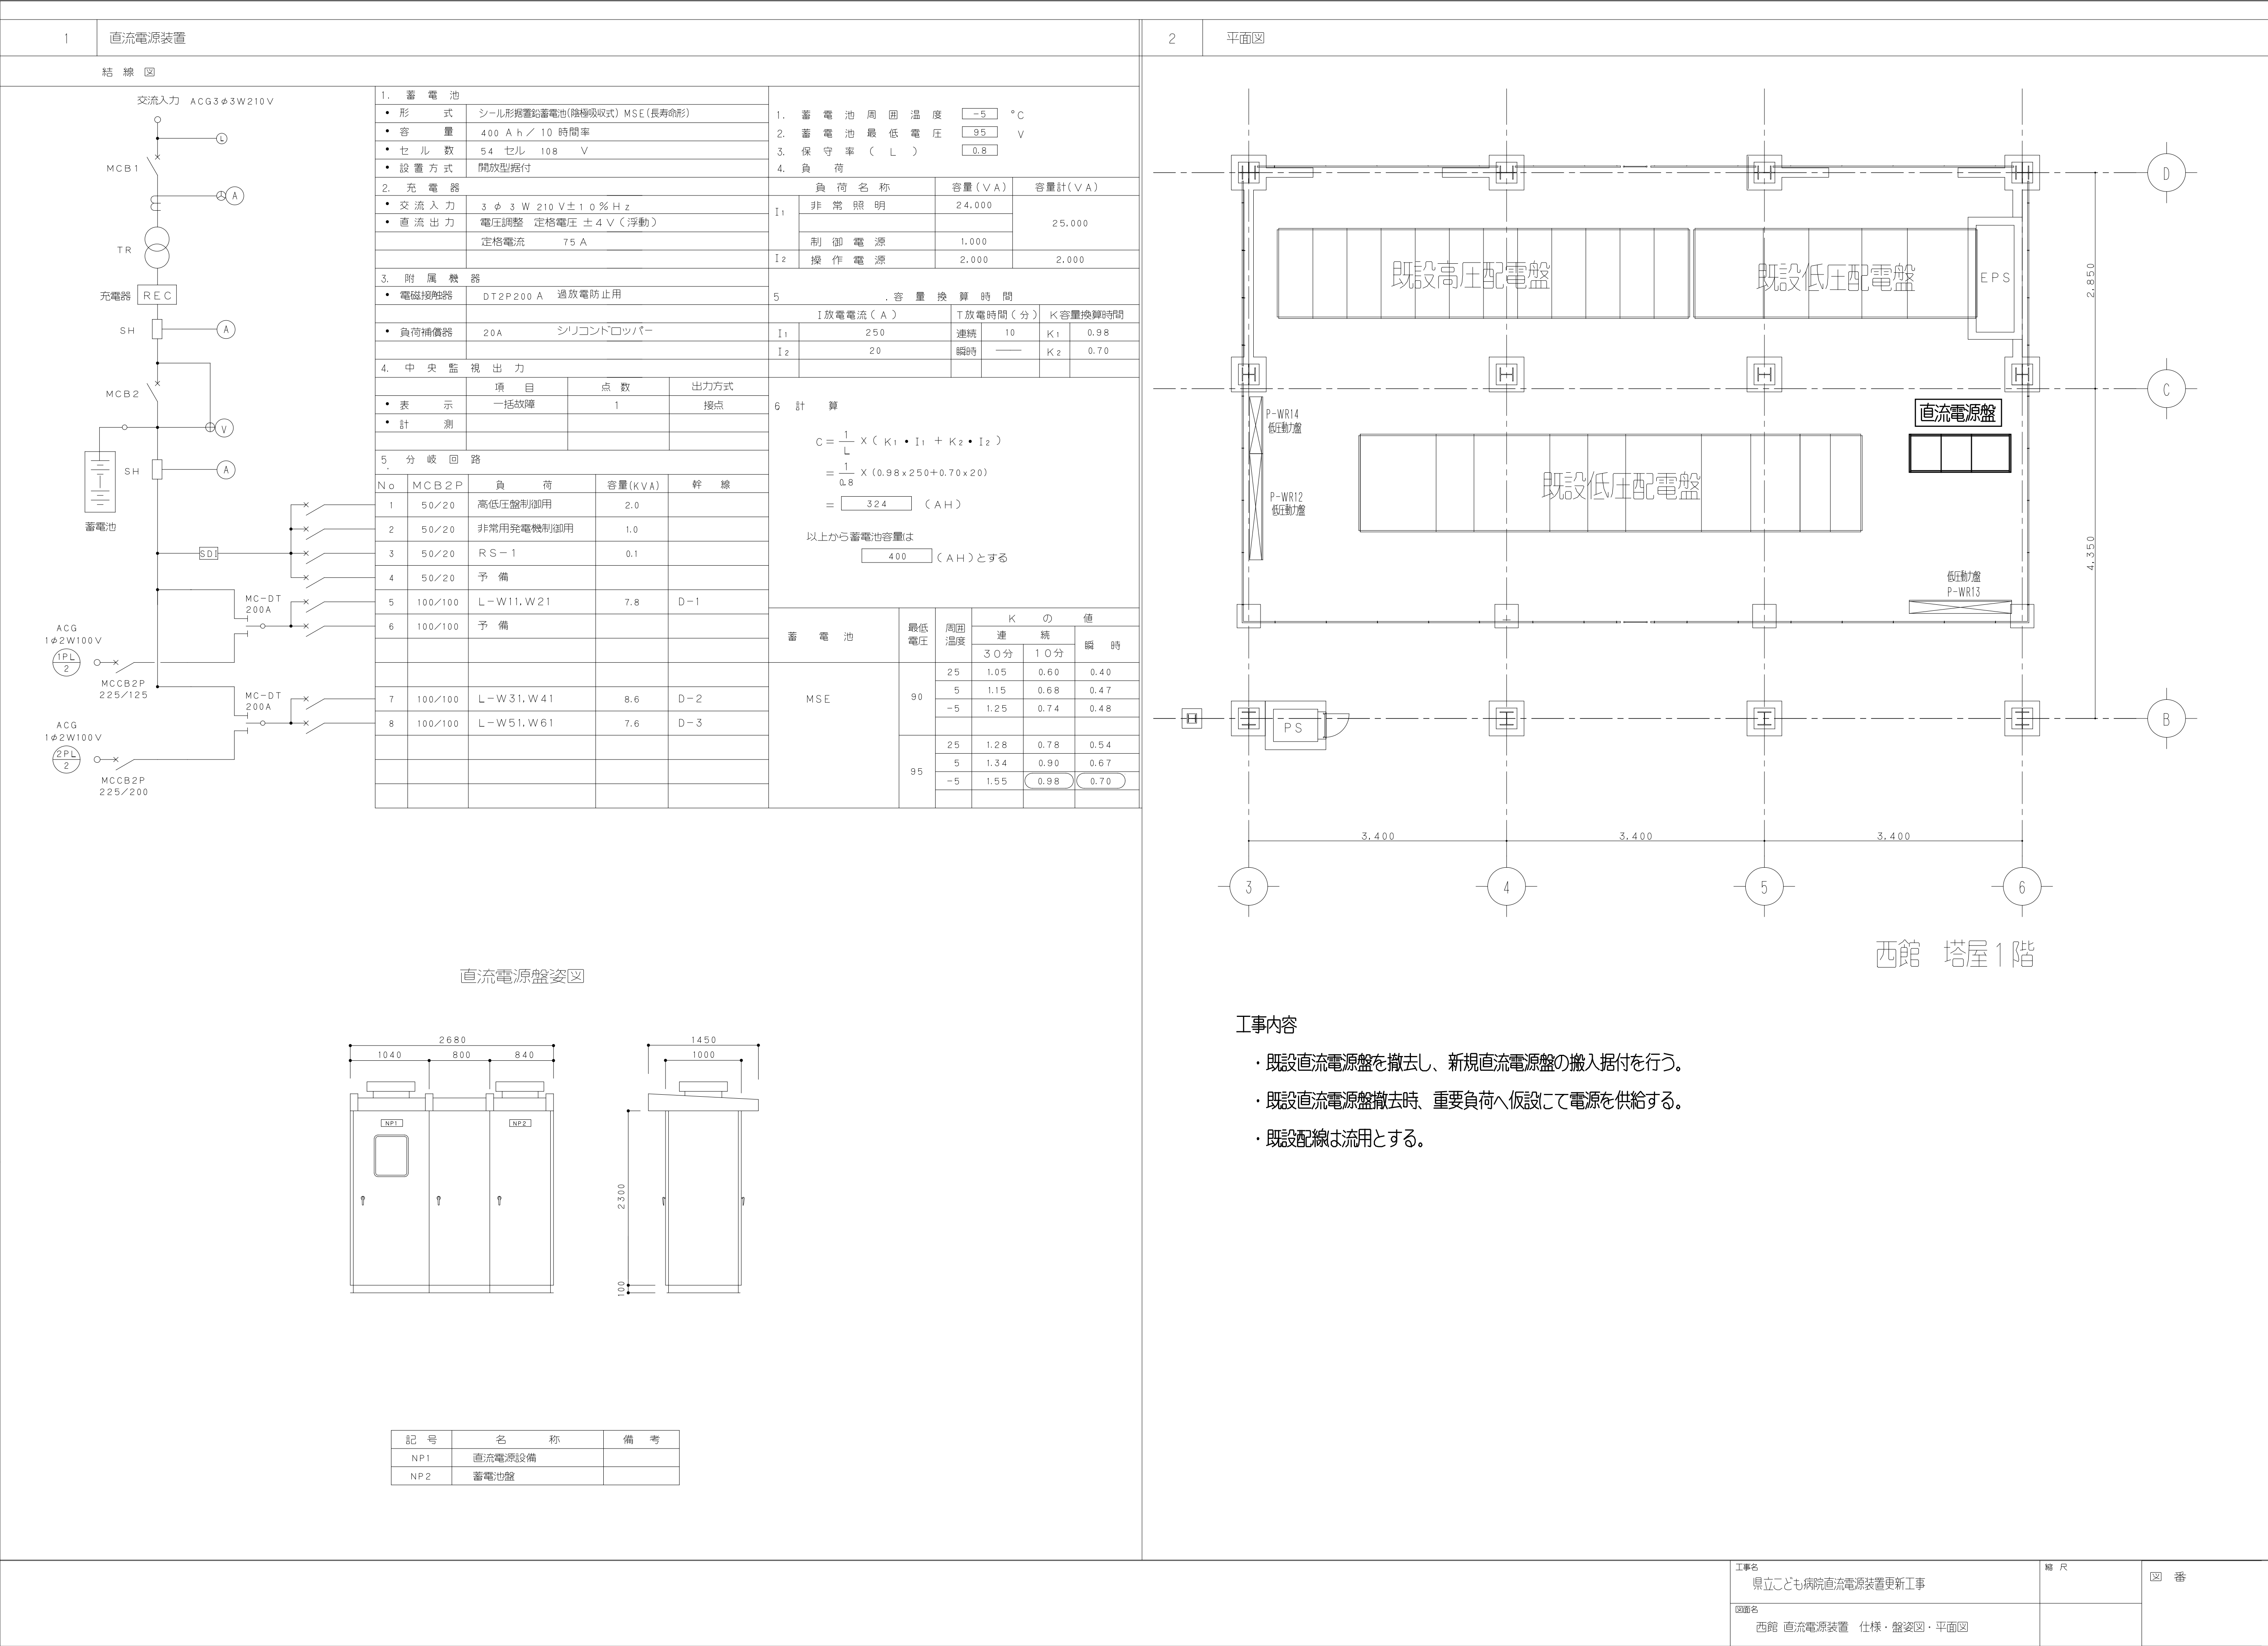 1 直流電源装置
結線図
交流入力 ACG3φ3W210V
L
MCB1
A
TR
充電器 REC
SH A
MCB2
V
SH A
蓄電池
SDI
MC-DT
200A
ACG
1φ2W100V
1PL
2
MCCB2P
225/125
MC-DT
200A
ACG
1φ2W100V
2PL
2
MCCB2P
225/200
1. 蓄電池
• 形式 シール形据置鉛蓄電池(陰極吸収式) MSE(長寿命形)
• 容量 400 Ah/10時間率
• セル数 54 セル 108 V
• 設置方式 開放型据付
2. 充電器
• 交流入力 3φ3W 210V±10%Hz
• 直流出力 電圧調整 定格電圧 ±4V(浮動)
定格電流 75A
3. 附属機器
• 電磁接触器 DT2P200A 過放電防止用
• 負荷補償器 20A シリコンドロッパー
4. 中央監視出力
項目 点数 出力方式
• 表示 一括故障 1 接点
• 計測
5. 分岐回路
No MCB2P 負荷 容量(KVA) 幹線
1 50/20 高低圧盤制御用 2.0
2 50/20 非常用発電機制御用 1.0
3 50/20 RS-1 0.1
4 50/20 予備
5 100/100 L-W11,W21 7.8 D-1
6 100/100 予備
7 100/100 L-W31,W41 8.6 D-2
8 100/100 L-W51,W61 7.6 D-3
1. 蓄電池周囲温度 -5 °C
2. 蓄電池最低電圧 95 V
3. 保守率(L) 0.8
4. 負荷
負荷名称 容量(VA) 容量計(VA)
I1 非常照明 24.000 25.000
制御電源 1,000
I2 操作電源 2,000 2,000
5 .容量換算時間
I放電電流(A) T放電時間(分) K容量換算時間
I1 250 連続 10 K1 0.98
I2 20 瞬時 — K2 0.70
6 計算
C = 1/L ×( K1 • I1 + K2 • I2 )
= 1/0.8 ×(0.98×250+0.70×20)
= 324 (AH)
以上から蓄電池容量は
400 (AH)とする
蓄電池 最低電圧 周囲温度 Kの値
連続 瞬時
30分 10分
MSE 90 25 1.05 0.60 0.40
5 1.15 0.68 0.47
-5 1.25 0.74 0.48
95 25 1.28 0.78 0.54
5 1.34 0.90 0.67
-5 1.55 0.98 0.70
直流電源盤姿図
2680
1040 800 840
NP1 NP2
1450
1000
2300
100
記号 名称 備考
NP1 直流電源設備
NP2 蓄電池盤
2 平面図
D
既設高圧配電盤
既設低圧配電盤
EPS
2,850
C
P-WR14
低圧動力盤
直流電源盤
既設低圧配電盤
P-WR12
低圧動力盤
4,350
低圧動力盤
P-WR13
PS
B
3,400 3,400 3,400
3 4 5 6
西館 塔屋1階
工事内容
・既設直流電源盤を撤去し、新規直流電源盤の搬入据付を行う。
・既設直流電源盤撤去時、重要負荷へ仮設にて電源を供給する。
・既設配線は流用とする。
工事名
県立こども病院直流電源装置更新工事
縮尺
図番
図面名
西館 直流電源装置 仕様・盤姿図・平面図